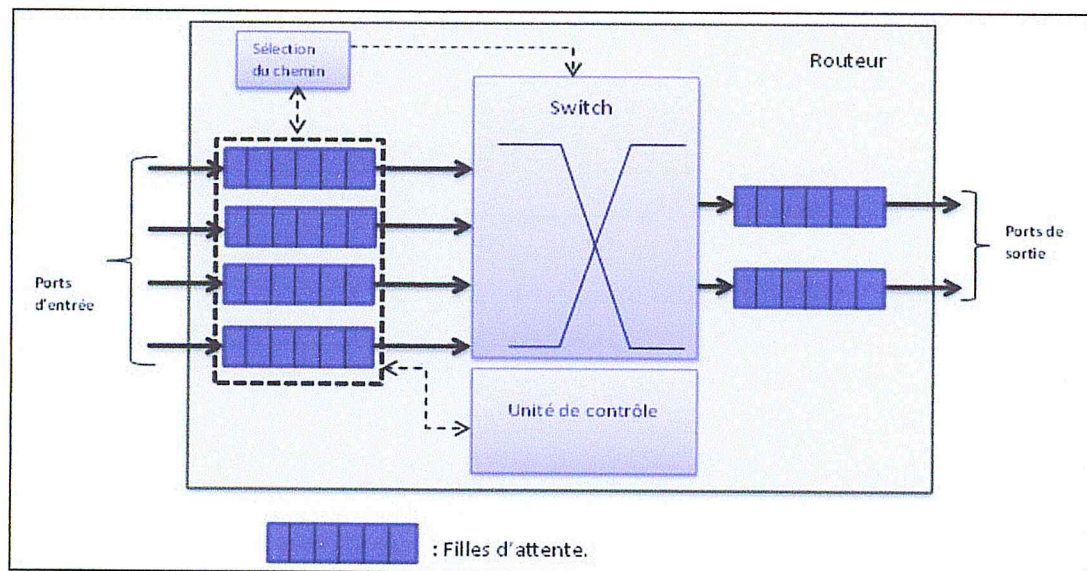 Sélection
du chemin
Routeur
Switch
Ports
d'entrée
Ports de
sortie
Unité de contrôle
: Filles d'attente.